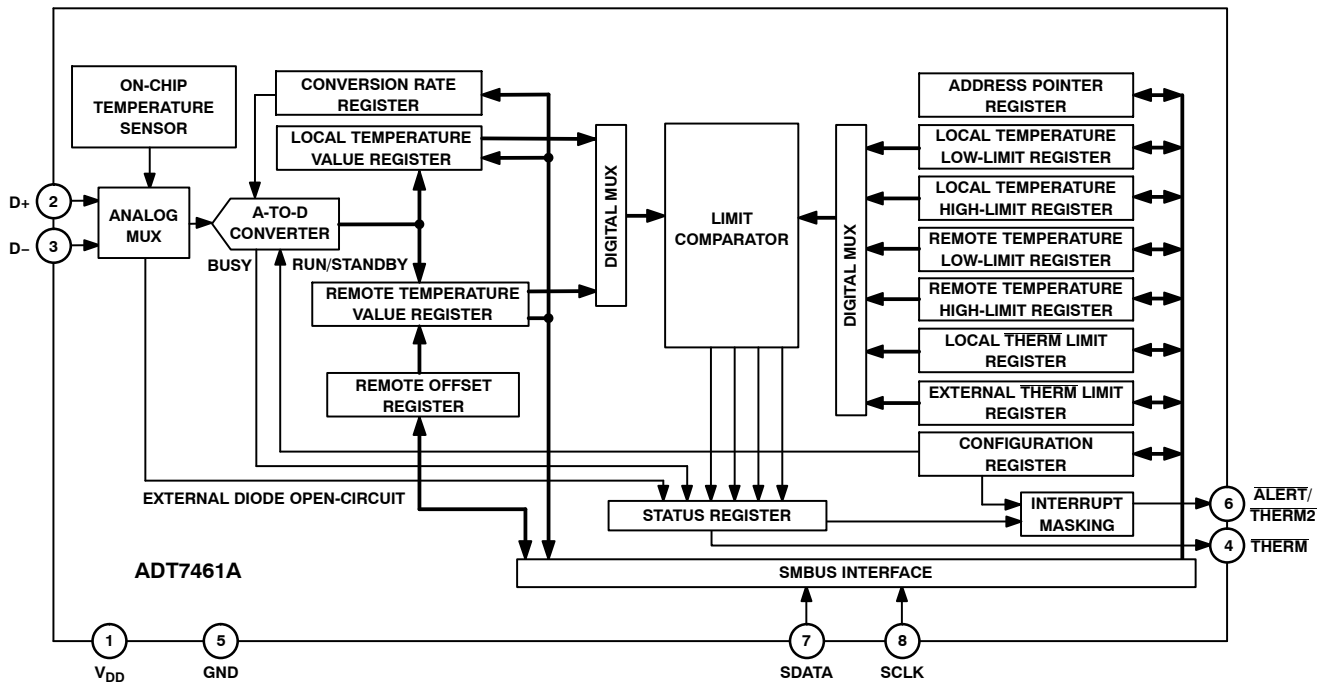 ON-CHIP
TEMPERATURE
SENSOR
CONVERSION RATE
REGISTER
LOCAL TEMPERATURE
VALUE REGISTER
ADDRESS POINTER
REGISTER
LOCAL TEMPERATURE
LOW-LIMIT REGISTER
LOCAL TEMPERATURE
HIGH-LIMIT REGISTER
REMOTE TEMPERATURE
LOW-LIMIT REGISTER
REMOTE TEMPERATURE
HIGH-LIMIT REGISTER
LOCAL THERM LIMIT
REGISTER
EXTERNAL THERM LIMIT
REGISTER
CONFIGURATION
REGISTER
D+
2
D−
3
ANALOG
MUX
A-TO-D
CONVERTER
BUSY
RUN/STANDBY
DIGITAL MUX
LIMIT
COMPARATOR
DIGITAL MUX
REMOTE TEMPERATURE
VALUE REGISTER
REMOTE OFFSET
REGISTER
EXTERNAL DIODE OPEN-CIRCUIT
STATUS REGISTER
INTERRUPT
MASKING
6
ALERT/
THERM2
4
THERM
ADT7461A
SMBUS INTERFACE
1
VDD
5
GND
7
SDATA
8
SCLK